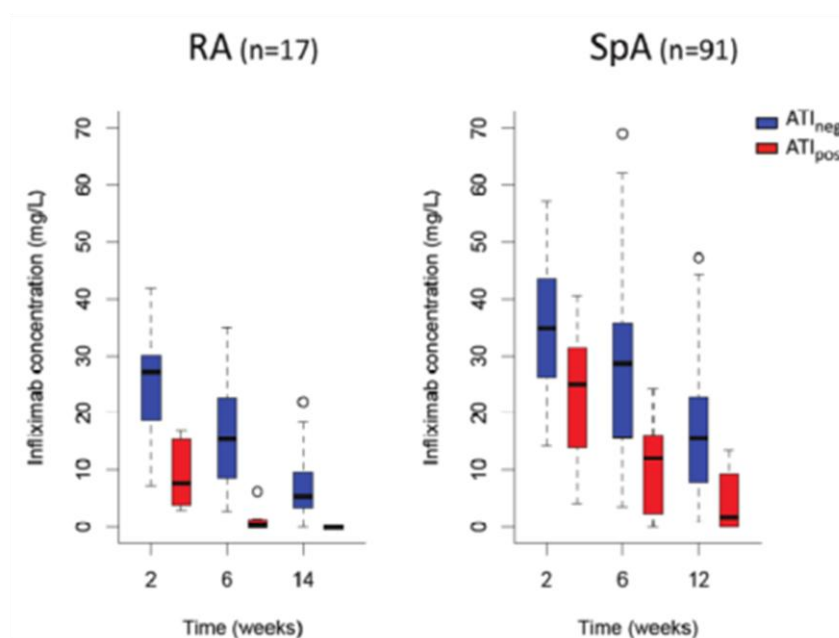 RA (n=17)
SpA (n=91)
ATIneg
ATIpos
Infliximab concentration (mg/L)
70
60
50
40
30
20
10
0
2 6 14
Time (weeks)
Infliximab concentration (mg/L)
70
60
50
40
30
20
10
0
2 6 12
Time (weeks)